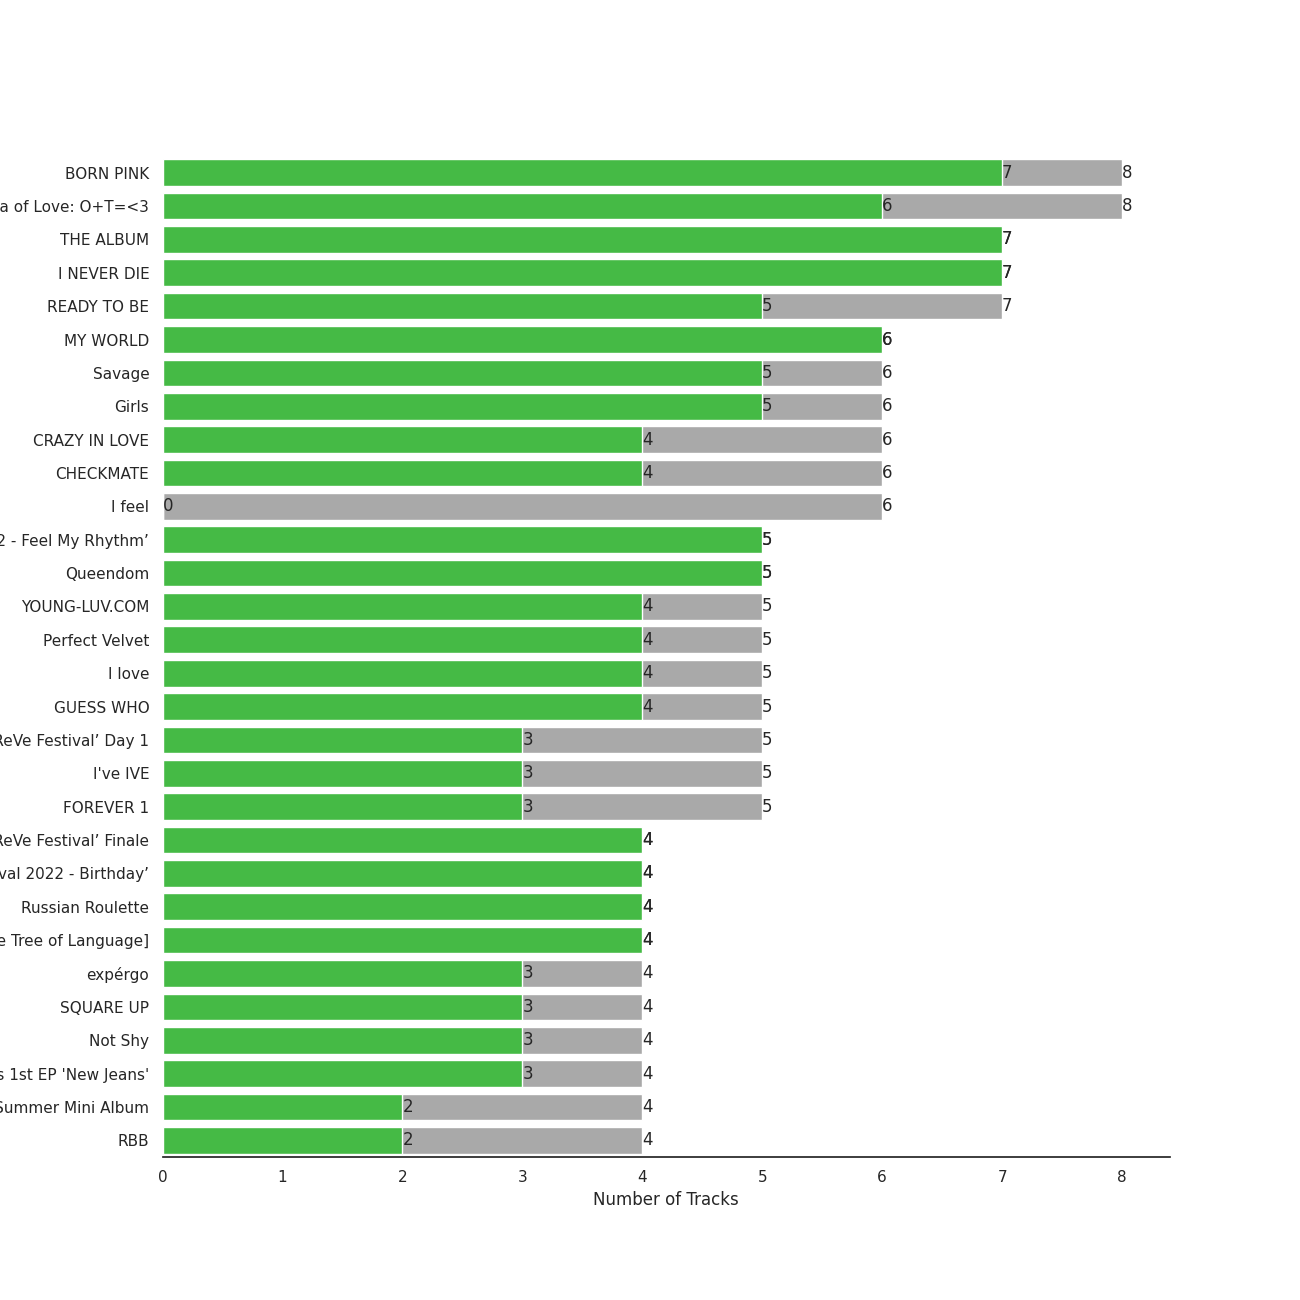 BORN PINK 7 8
a of Love: O+T=<3 6 8
THE ALBUM 7
I NEVER DIE 7
READY TO BE 5 7
MY WORLD 6
Savage 5 6
Girls 5 6
CRAZY IN LOVE 4 6
CHECKMATE 4 6
I feel 0 6
2 - Feel My Rhythm’ 5
Queendom 5
YOUNG-LUV.COM 4 5
Perfect Velvet 4 5
I love 4 5
GUESS WHO 4 5
ReVe Festival’ Day 1 3 5
I've IVE 3 5
FOREVER 1 3 5
ReVe Festival’ Finale 4
val 2022 - Birthday’ 4
Russian Roulette 4
e Tree of Language] 4
expérgo 3 4
SQUARE UP 3 4
Not Shy 3 4
s 1st EP 'New Jeans' 3 4
Summer Mini Album 2 4
RBB 2 4
0 1 2 3 4 5 6 7 8
Number of Tracks